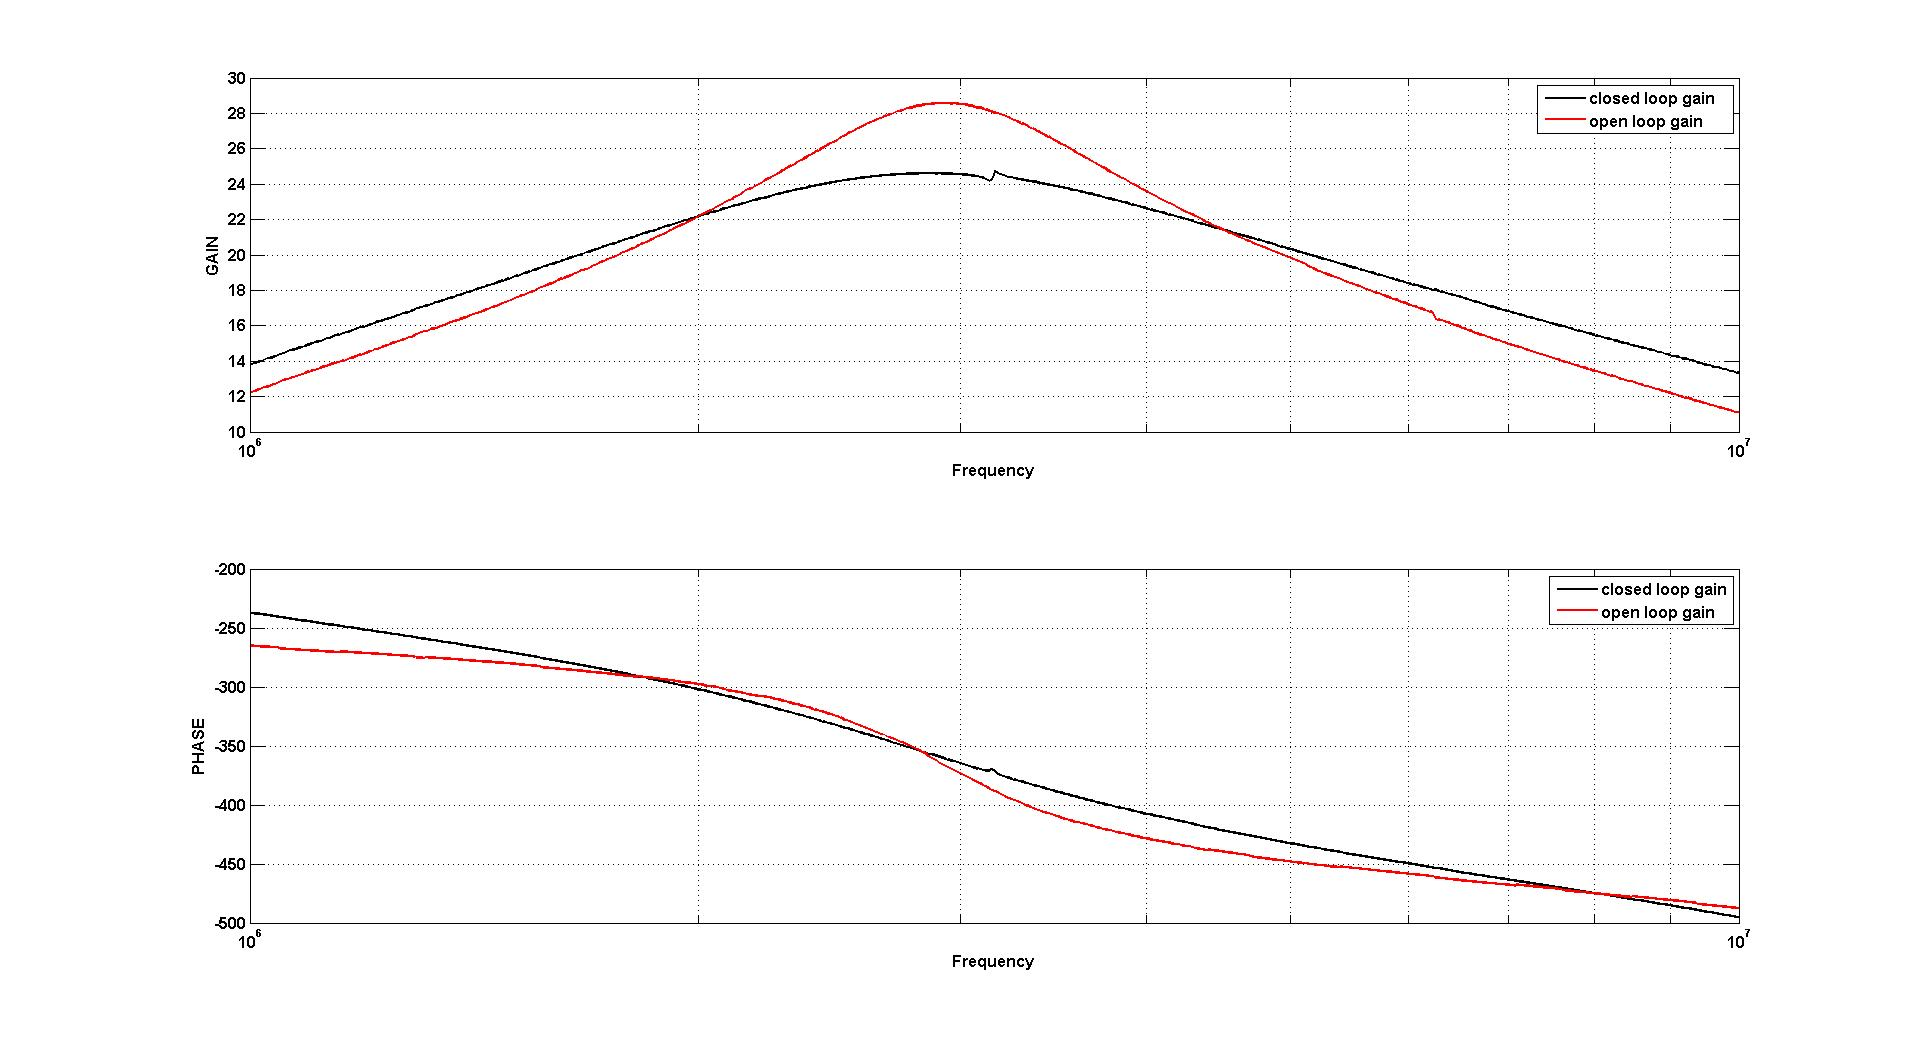 30
28
26
24
22
20
18
16
14
12
10
GAIN
10^6
10^7
Frequency
closed loop gain
open loop gain
-200
-250
-300
-350
-400
-450
-500
PHASE
10^6
10^7
Frequency
closed loop gain
open loop gain